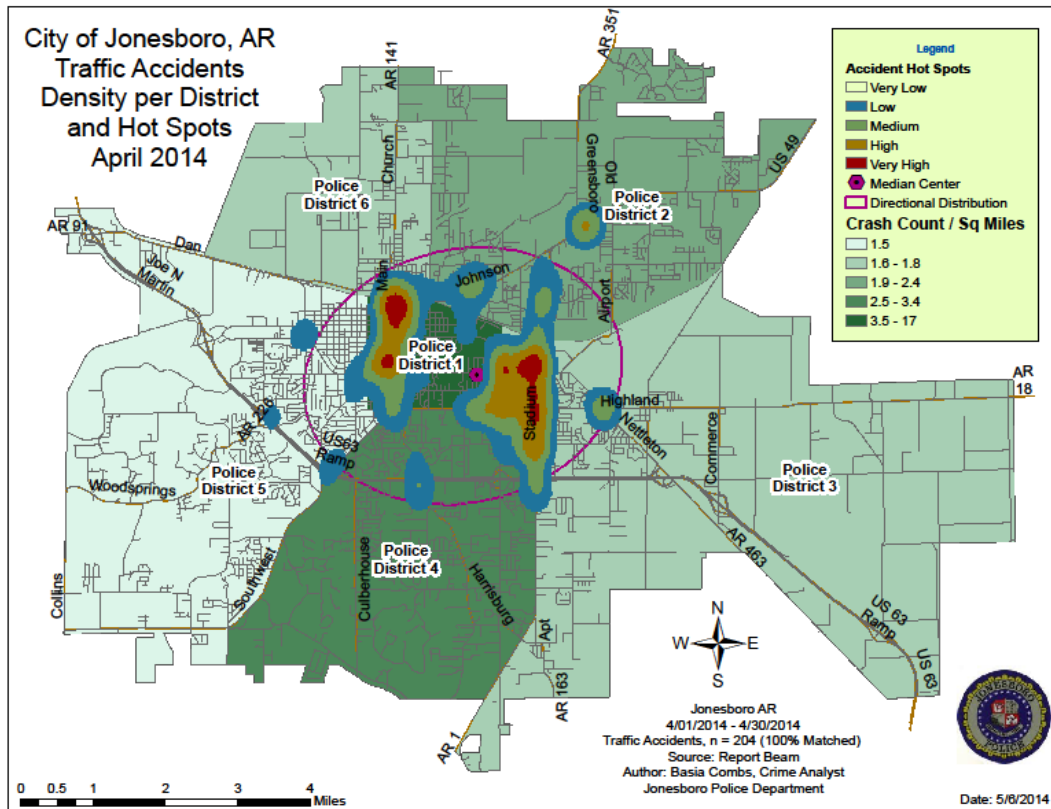 City of Jonesboro, AR
Traffic Accidents
Density per District
and Hot Spots
April 2014
Legend
Accident Hot Spots
Very Low
Low
Medium
High
Very High
Median Center
Directional Distribution
Crash Count / Sq Miles
1.5
1.6 - 1.8
1.9 - 2.4
2.5 - 3.4
3.5 - 17
AR 351
AR 141
Church
Greensboro
Old
US 49
Police
District 6
Police
District 2
AR 91
Dan
Joe N
Martin
Main
Johnson
Airport
Police
District 1
AR
18
Highland
Stadium
Nettleton
Commerce
AR 226
US63
Ramp
Police
District 5
Woodsprings
Police
District 3
Police
District 4
AR 463
Southwest
Culberhouse
Harrisburg
Collins
US 63
Ramp
US 63
Apt
AR 163
AR 1
N
W
E
S
JONESBORO
POLICE
Jonesboro AR
4/01/2014 - 4/30/2014
Traffic Accidents, n = 204 (100% Matched)
Source: Report Beam
Author: Basia Combs, Crime Analyst
Jonesboro Police Department
0 0.5 1 2 3 4
Miles
Date: 5/6/2014